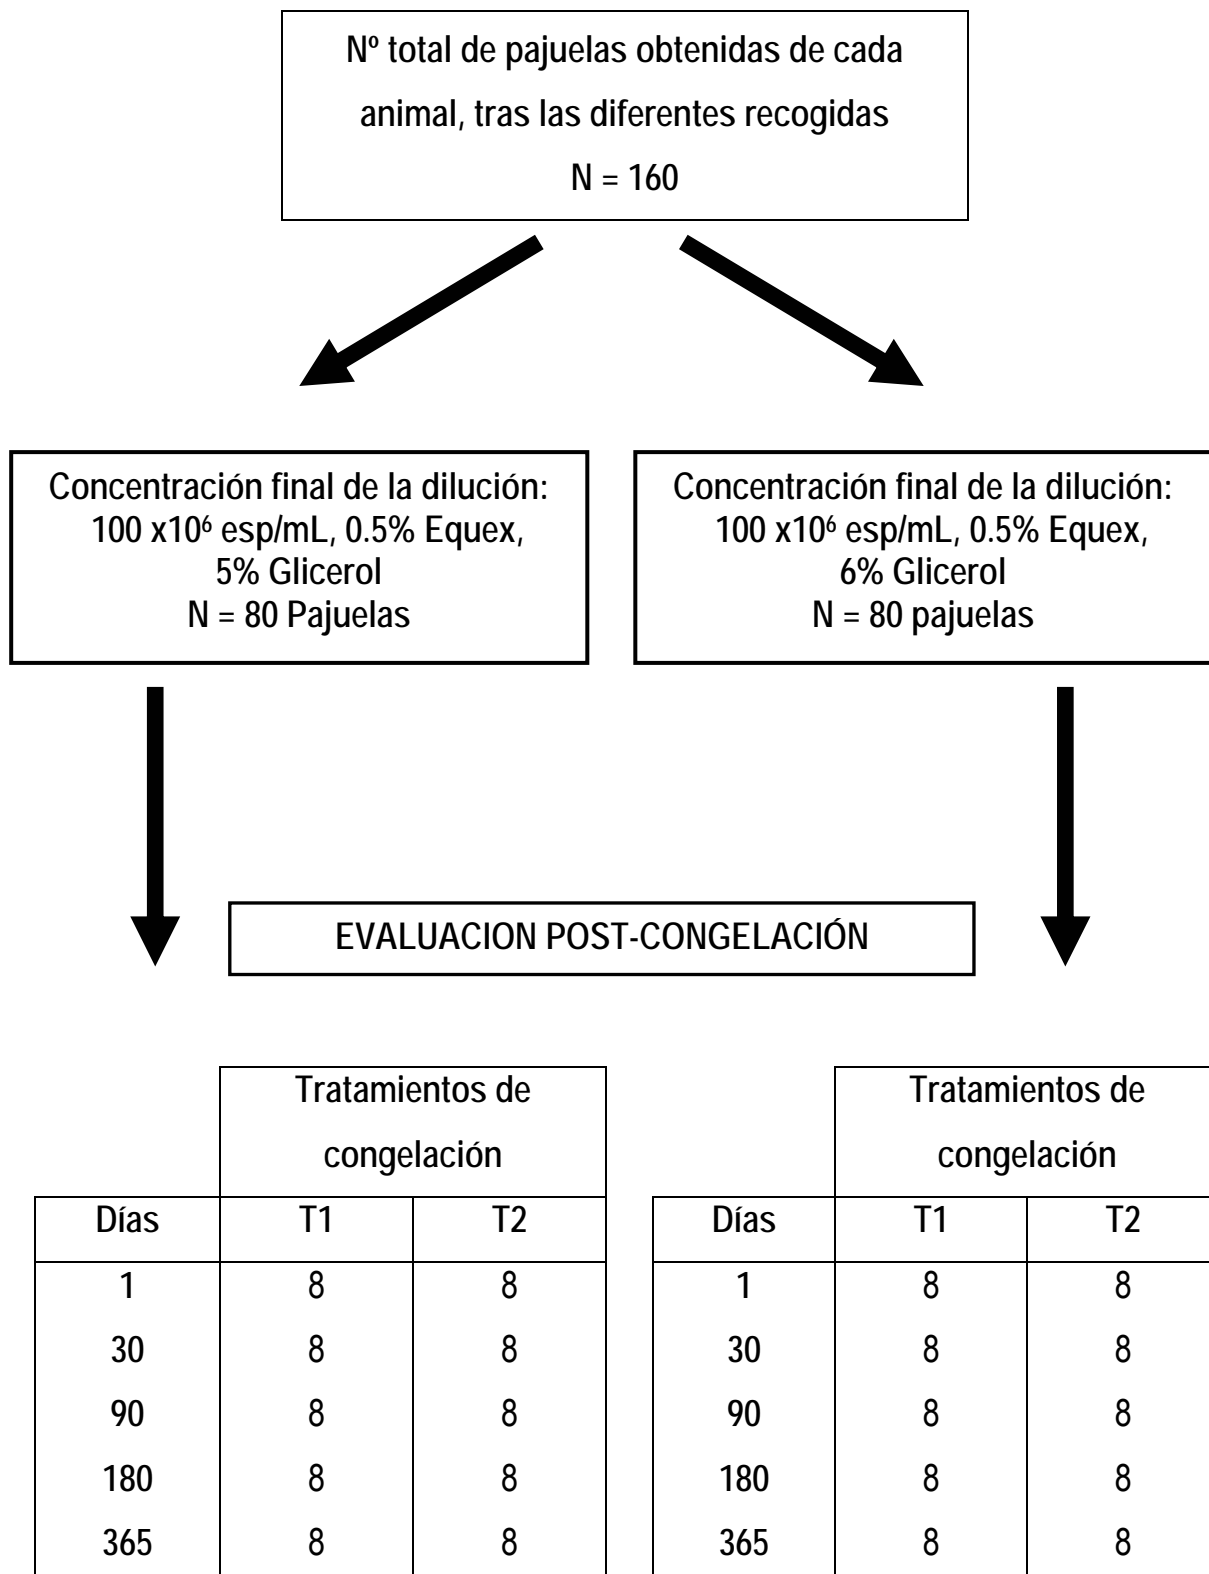 Nº total de pajuelas obtenidas de cada
animal, tras las diferentes recogidas
N = 160
Concentración final de la dilución:
100 x10⁶ esp/mL, 0.5% Equex,
5% Glicerol
N = 80 Pajuelas
Concentración final de la dilución:
100 x10⁶ esp/mL, 0.5% Equex,
6% Glicerol
N = 80 pajuelas
EVALUACION POST-CONGELACIÓN
Tratamientos de
congelación
Días T1 T2
1 8 8
30 8 8
90 8 8
180 8 8
365 8 8
Tratamientos de
congelación
Días T1 T2
1 8 8
30 8 8
90 8 8
180 8 8
365 8 8